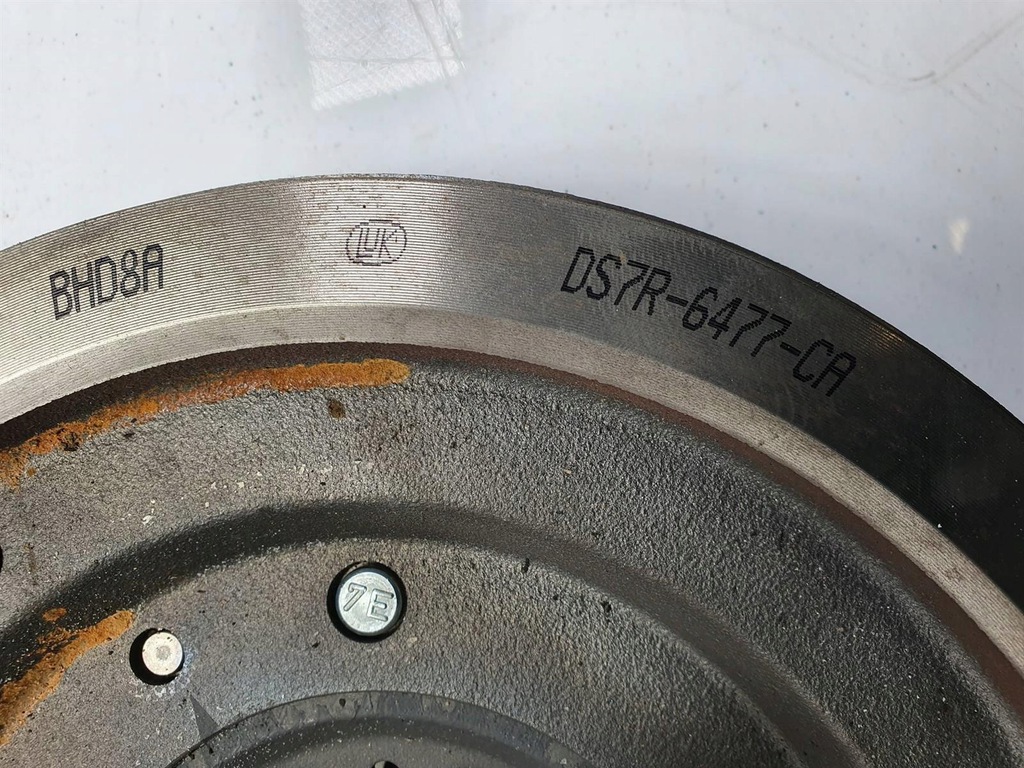 BHD8A
LUK
DS7R-6477-CA
7E